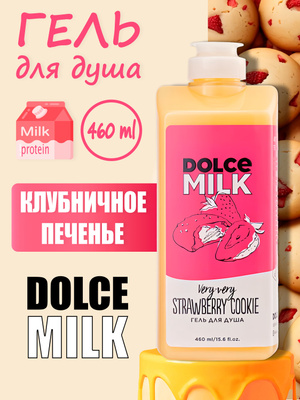 ГЕЛЬ
для душа
Milk
protein
460 ml
КЛУБНИЧНОЕ
ПЕЧЕНЬЕ
DOLCE
MILK
DOLCE
MILK
Very very
STRAWBERRY COOKIE
ГЕЛЬ ДЛЯ ДУША
460 ml/15.6 fl.oz.